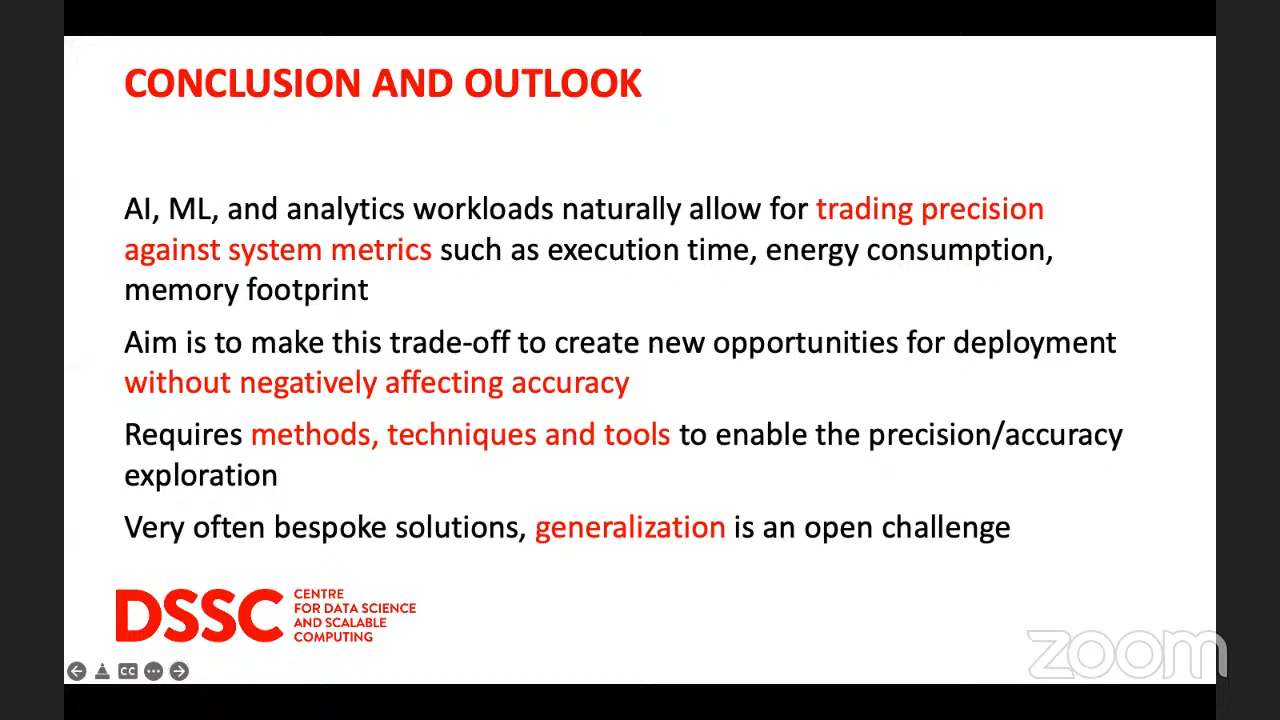 CONCLUSION AND OUTLOOK
AI, ML, and analytics workloads naturally allow for trading precision
against system metrics such as execution time, energy consumption,
memory footprint
Aim is to make this trade-off to create new opportunities for deployment
without negatively affecting accuracy
Requires methods, techniques and tools to enable the precision/accuracy
exploration
Very often bespoke solutions, generalization is an open challenge
DSSC
CENTRE
FOR DATA SCIENCE
AND SCALABLE
COMPUTING
CC
zoom